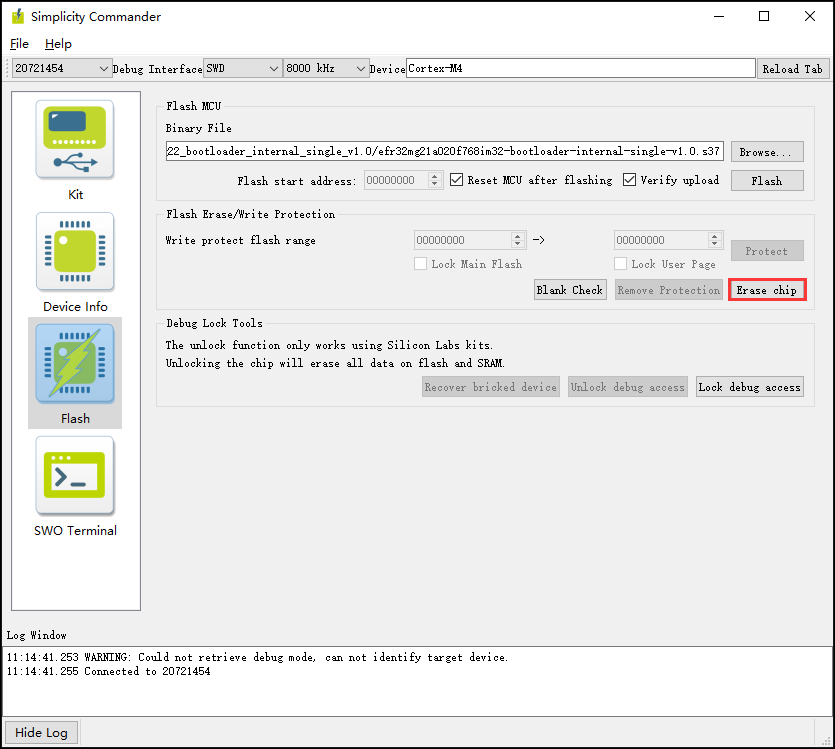 Simplicity Commander
File Help
20721454 Debug Interface SWD 8000 kHz Device Cortex-M4 Reload Tab
Kit
Device Info
Flash
SWO Terminal
Flash MCU
Binary File
22_bootloader_internal_single_v1.0/efr32mg21a020f768im32-bootloader-internal-single-v1.0.s37 Browse...
Flash start address: 00000000 Reset MCU after flashing Verify upload Flash
Flash Erase/Write Protection
Write protect flash range 00000000 -> 00000000 Protect
Lock Main Flash Lock User Page
Blank Check Remove Protection Erase chip
Debug Lock Tools
The unlock function only works using Silicon Labs kits.
Unlocking the chip will erase all data on flash and SRAM.
Recover bricked device Unlock debug access Lock debug access
Log Window
11:14:41.253 WARNING: Could not retrieve debug mode, can not identify target device.
11:14:41.255 Connected to 20721454
Hide Log